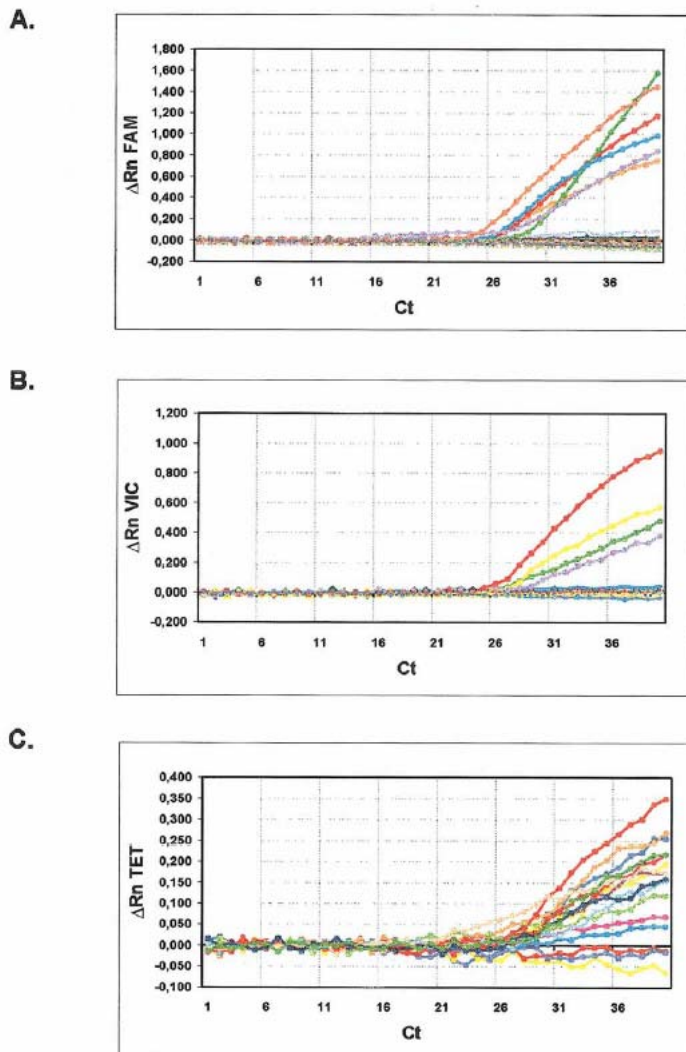 A.
1,800
1,600
1,400
1,200
1,000
0,800
0,600
0,400
0,200
0,000
-0,200
ΔRn FAM
1 6 11 16 21 26 31 36
Ct
B.
1,200
1,000
0,800
0,600
0,400
0,200
0,000
-0,200
ΔRn VIC
1 6 11 16 21 26 31 36
Ct
C.
0,400
0,350
0,300
0,250
0,200
0,150
0,100
0,050
0,000
-0,050
-0,100
ΔRn TET
1 6 11 16 21 26 31 36
Ct